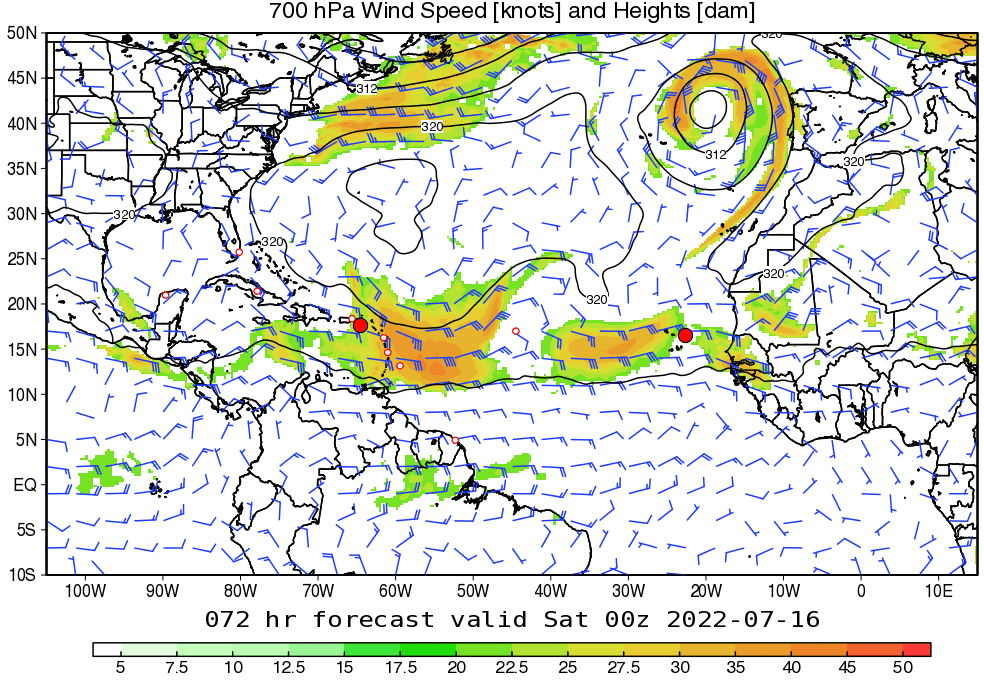 700 hPa Wind Speed [knots] and Heights [dam]
50N
320
45N
312
40N
320
312
35N
320
30N
320
320
25N
320
20N
320
15N
10N
5N
EQ
5S
10S
100W 90W 80W 70W 60W 50W 40W 30W 20W 10W 0 10E
072 hr forecast valid Sat 00z 2022-07-16
5 7.5 10 12.5 15 17.5 20 22.5 25 27.5 30 35 40 45 50